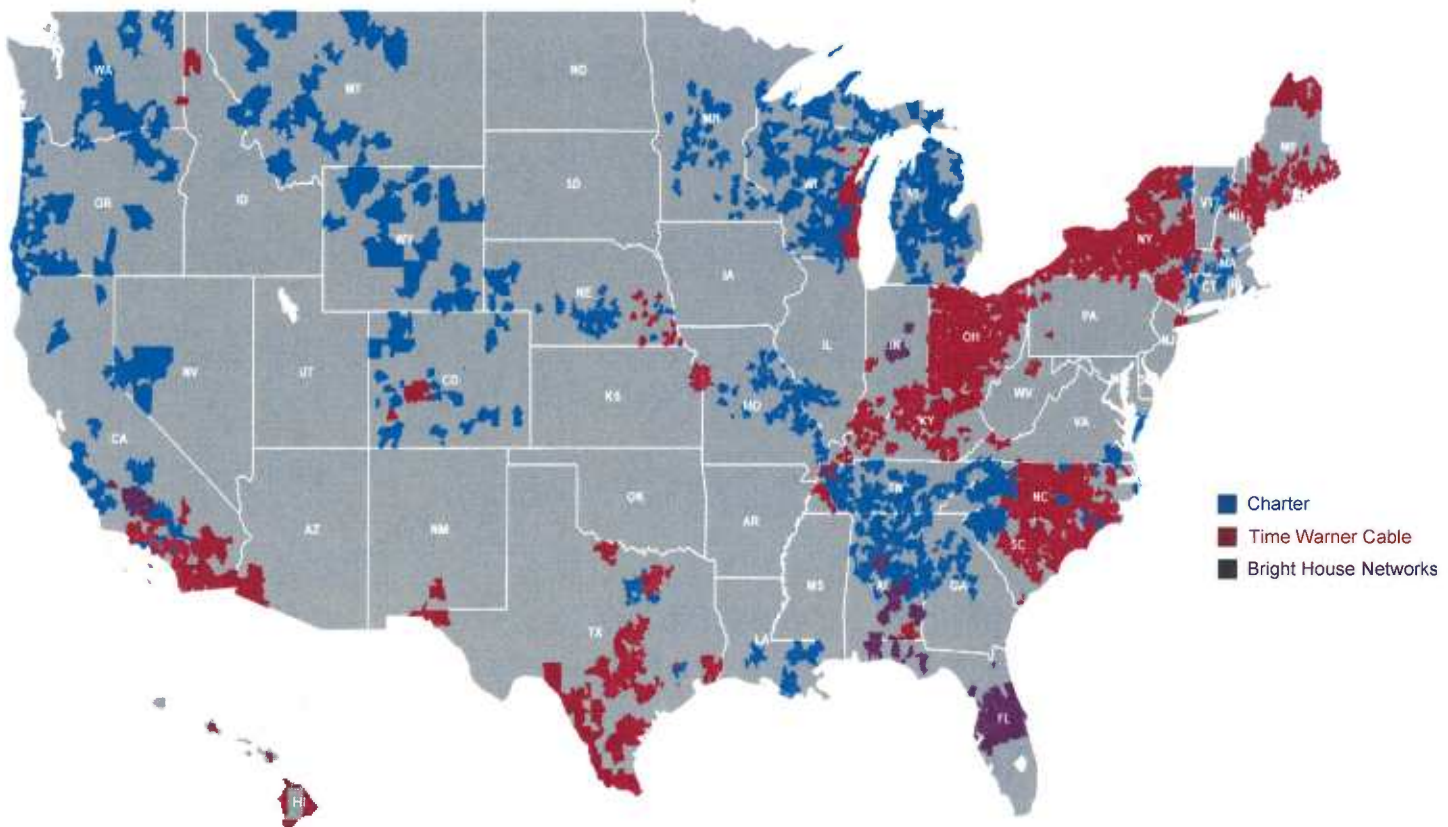 WA
MT
ND
MN
ME
OR
ID
SD
WI
MI
VT
NH
WY
NY
MA
CT
IA
NE
PA
NV
UT
CO
IL
IN
OH
NJ
KS
MO
WV
VA
CA
KY
AZ
NM
OK
AR
TN
NC
SC
MS
AL
GA
TX
LA
FL
HI
Charter
Time Warner Cable
Bright House Networks